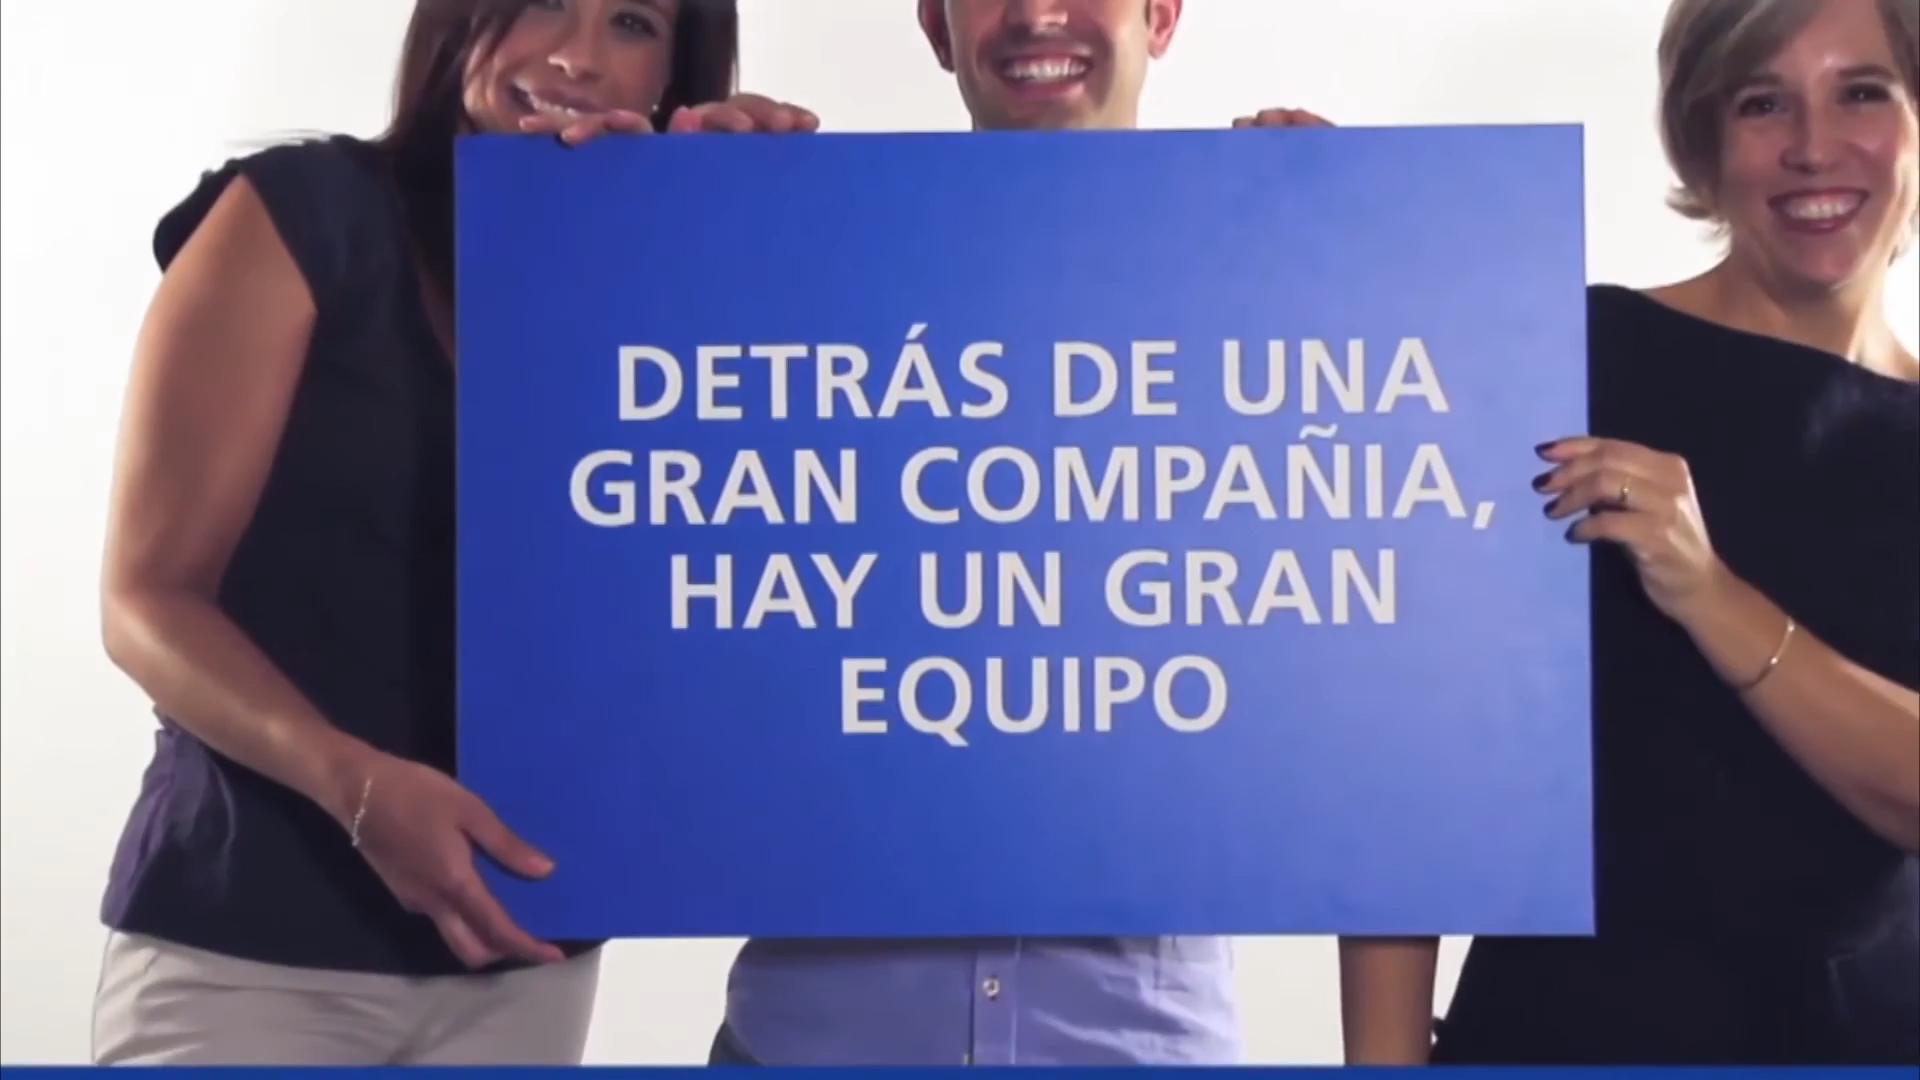 DETRÁS DE UNA
GRAN COMPAÑIA,
HAY UN GRAN
EQUIPO